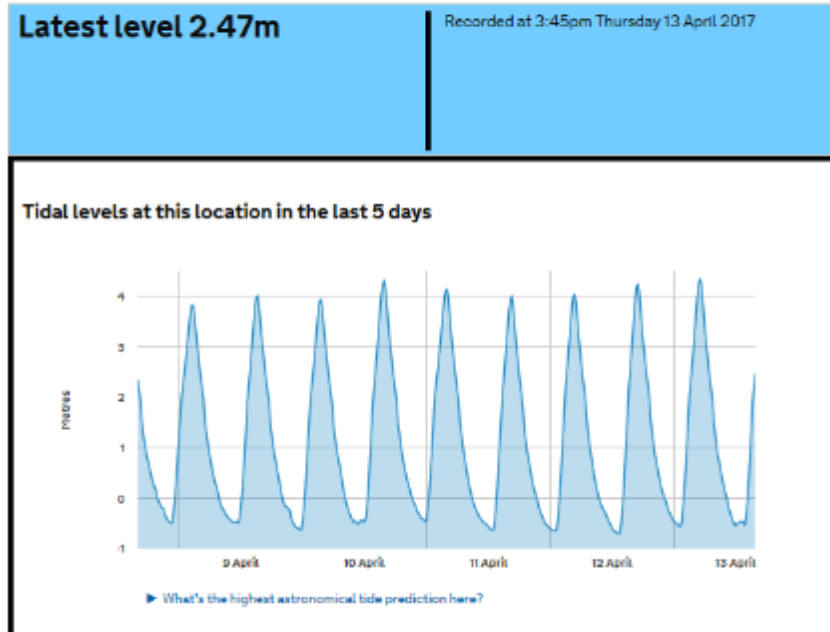 Latest level 2.47m
Recorded at 3:45pm Thursday 13 April 2017
Tidal levels at this location in the last 5 days
4
3
2
1
0
-1
Metres
9 April
10 April
11 April
12 April
13 April
► What's the highest astronomical tide prediction here?